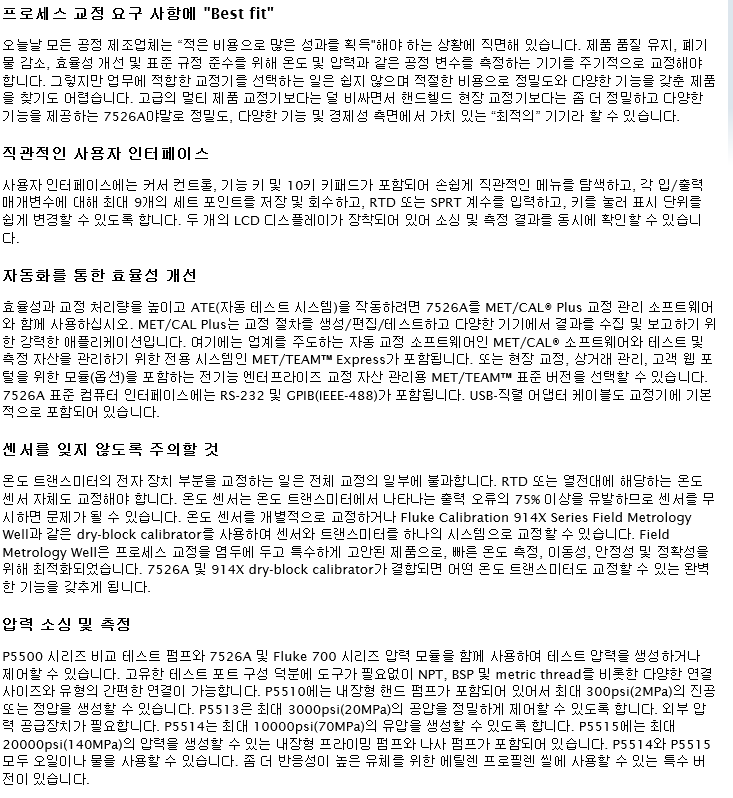 프로세스 교정 요구 사항에 "Best fit"
오늘날 모든 공정 제조업체는 “적은 비용으로 많은 성과를 획득"해야 하는 상황에 직면해 있습니다. 제품 품질 유지, 폐기
물 감소, 효율성 개선 및 표준 규정 준수를 위해 온도 및 압력과 같은 공정 변수를 측정하는 기기를 주기적으로 교정해야
합니다. 그렇지만 업무에 적합한 교정기를 선택하는 일은 쉽지 않으며 적절한 비용으로 정밀도와 다양한 기능을 갖춘 제품
을 찾기도 어렵습니다. 고급의 멀티 제품 교정기보다는 덜 비싸면서 핸드헬드 현장 교정기보다는 좀 더 정밀하고 다양한
기능을 제공하는 7526A야말로 정밀도, 다양한 기능 및 경제성 측면에서 가치 있는 “최적의” 기기라 할 수 있습니다.
직관적인 사용자 인터페이스
사용자 인터페이스에는 커서 컨트롤, 기능 키 및 10키 키패드가 포함되어 손쉽게 직관적인 메뉴를 탐색하고, 각 입/출력
매개변수에 대해 최대 9개의 세트 포인트를 저장 및 회수하고, RTD 또는 SPRT 계수를 입력하고, 키를 눌러 표시 단위를
쉽게 변경할 수 있도록 합니다. 두 개의 LCD 디스플레이가 장착되어 있어 소싱 및 측정 결과를 동시에 확인할 수 있습니
다.
자동화를 통한 효율성 개선
효율성과 교정 처리량을 높이고 ATE(자동 테스트 시스템)을 작동하려면 7526A를 MET/CAL® Plus 교정 관리 소프트웨어
와 함께 사용하십시오. MET/CAL Plus는 교정 절차를 생성/편집/테스트하고 다양한 기기에서 결과를 수집 및 보고하기 위
한 강력한 애플리케이션입니다. 여기에는 업계를 주도하는 자동 교정 소프트웨어인 MET/CAL® 소프트웨어와 테스트 및
측정 자산을 관리하기 위한 전용 시스템인 MET/TEAM™ Express가 포함됩니다. 또는 현장 교정, 상거래 관리, 고객 웹 포
털을 위한 모듈(옵션)을 포함하는 전기능 엔터프라이즈 교정 자산 관리용 MET/TEAM™ 표준 버전을 선택할 수 있습니다.
7526A 표준 컴퓨터 인터페이스에는 RS-232 및 GPIB(IEEE-488)가 포함됩니다. USB-직렬 어댑터 케이블도 교정기에 기본
적으로 포함되어 있습니다.
센서를 잊지 않도록 주의할 것
온도 트랜스미터의 전자 장치 부분을 교정하는 일은 전체 교정의 일부에 불과합니다. RTD 또는 열전대에 해당하는 온도
센서 자체도 교정해야 합니다. 온도 센서는 온도 트랜스미터에서 나타나는 출력 오류의 75% 이상을 유발하므로 센서를 무
시하면 문제가 될 수 있습니다. 온도 센서를 개별적으로 교정하거나 Fluke Calibration 914X Series Field Metrology
Well과 같은 dry-block calibrator를 사용하여 센서와 트랜스미터를 하나의 시스템으로 교정할 수 있습니다. Field
Metrology Well은 프로세스 교정을 염두에 두고 특수하게 고안된 제품으로, 빠른 온도 측정, 이동성, 안정성 및 정확성을
위해 최적화되었습니다. 7526A 및 914X dry-block calibrator가 결합되면 어떤 온도 트랜스미터도 교정할 수 있는 완벽
한 기능을 갖추게 됩니다.
압력 소싱 및 측정
P5500 시리즈 비교 테스트 펌프와 7526A 및 Fluke 700 시리즈 압력 모듈을 함께 사용하여 테스트 압력을 생성하거나
제어할 수 있습니다. 고유한 테스트 포트 구성 덕분에 도구가 필요없이 NPT, BSP 및 metric thread를 비롯한 다양한 연결
사이즈와 유형의 간편한 연결이 가능합니다. P5510에는 내장형 핸드 펌프가 포함되어 있어서 최대 300psi(2MPa)의 진공
또는 정압을 생성할 수 있습니다. P5513은 최대 3000psi(20MPa)의 공압을 정밀하게 제어할 수 있도록 합니다. 외부 압
력 공급장치가 필요합니다. P5514는 최대 10000psi(70MPa)의 유압을 생성할 수 있도록 합니다. P5515에는 최대
20000psi(140MPa)의 압력을 생성할 수 있는 내장형 프라이밍 펌프와 나사 펌프가 포함되어 있습니다. P5514와 P5515
모두 오일이나 물을 사용할 수 있습니다. 좀 더 반응성이 높은 유체를 위한 에틸렌 프로필렌 씰에 사용할 수 있는 특수 버
전이 있습니다.